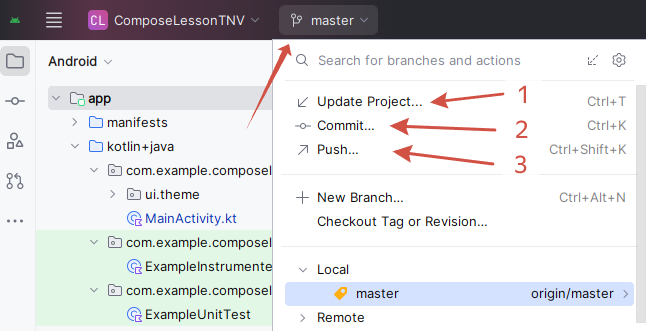 CL ComposeLessonTNV master
Android
Search for branches and actions
app
manifests
kotlin+java
com.example.composel
ui.theme
MainActivity.kt
com.example.composel
ExampleInstrumente
com.example.composel
ExampleUnitTest
Update Project... Ctrl+T 1
Commit... Ctrl+K 2
Push... Ctrl+Shift+K 3
New Branch... Ctrl+Alt+N
Checkout Tag or Revision...
Local
master origin/master
Remote